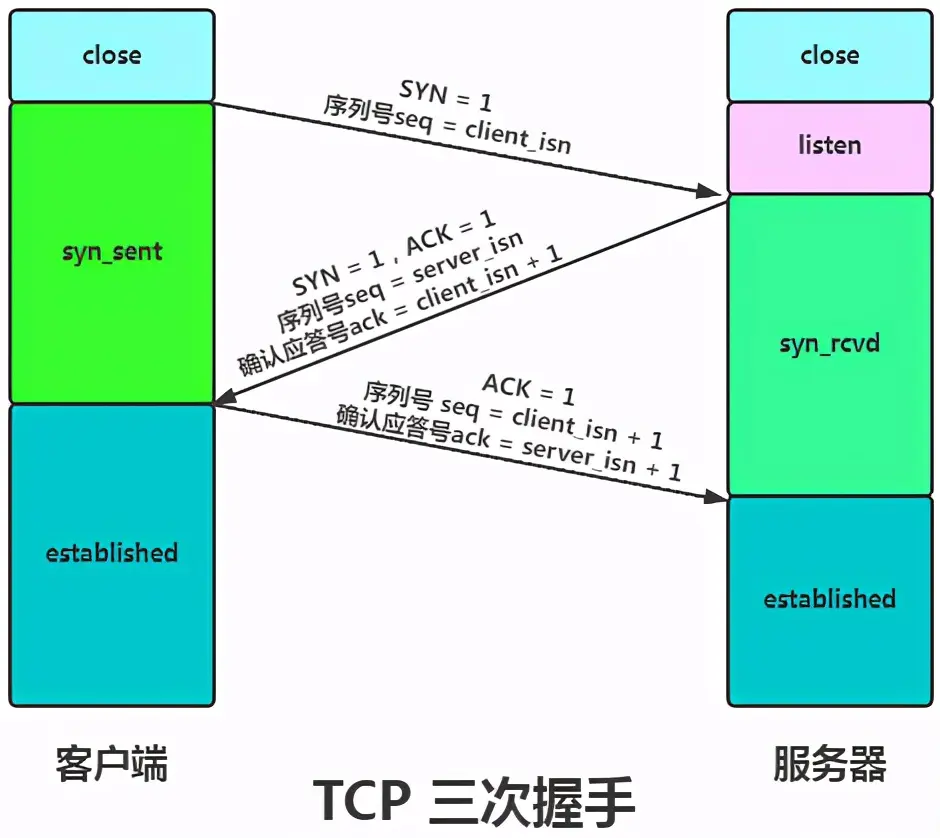 close
close
SYN = 1
序列号seq = client_isn
listen
syn_sent
SYN = 1 , ACK = 1
序列号seq = server_isn
确认应答号ack = client_isn + 1
syn_rcvd
ACK = 1
序列号 seq = client_isn + 1
确认应答号ack = server_isn + 1
established
established
客户端
服务器
TCP 三次握手